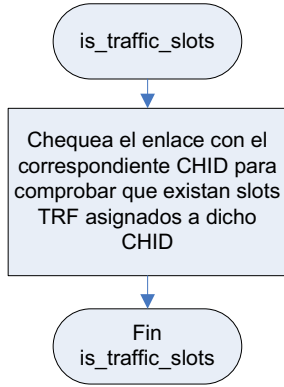 is_traffic_slots
Chequea el enlace con el
correspondiente CHID para
comprobar que existan slots
TRF asignados a dicho
CHID
Fin
is_traffic_slots